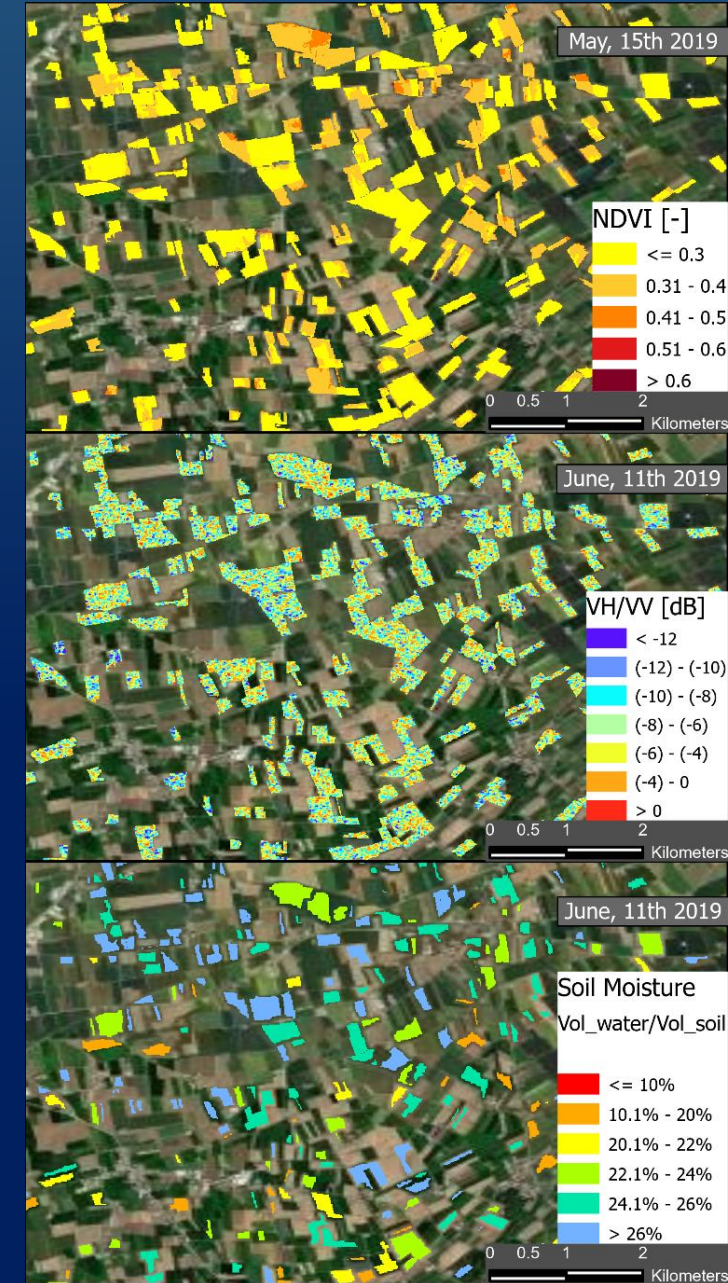 May, 15th 2019
NDVI [-]
<= 0.3
0.31 - 0.4
0.41 - 0.5
0.51 - 0.6
> 0.6
0 0.5 1 2
Kilometers
June, 11th 2019
VH/VV [dB]
< -12
(-12) - (-10)
(-10) - (-8)
(-8) - (-6)
(-6) - (-4)
(-4) - 0
> 0
0 0.5 1 2
Kilometers
June, 11th 2019
Soil Moisture
Vol_water/Vol_soil
<= 10%
10.1% - 20%
20.1% - 22%
22.1% - 24%
24.1% - 26%
> 26%
0 0.5 1 2
Kilometers